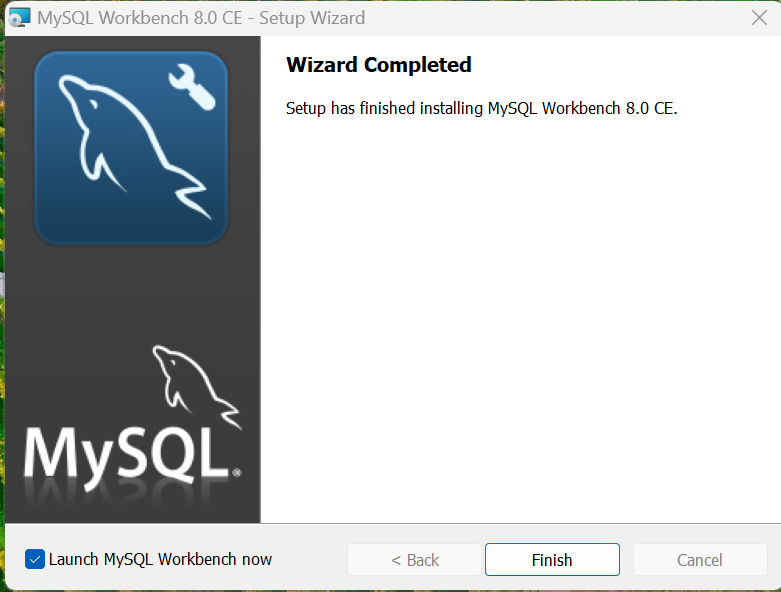 MySQL Workbench 8.0 CE - Setup Wizard
Wizard Completed
Setup has finished installing MySQL Workbench 8.0 CE.
MySQL®
Launch MySQL Workbench now
< Back
Finish
Cancel